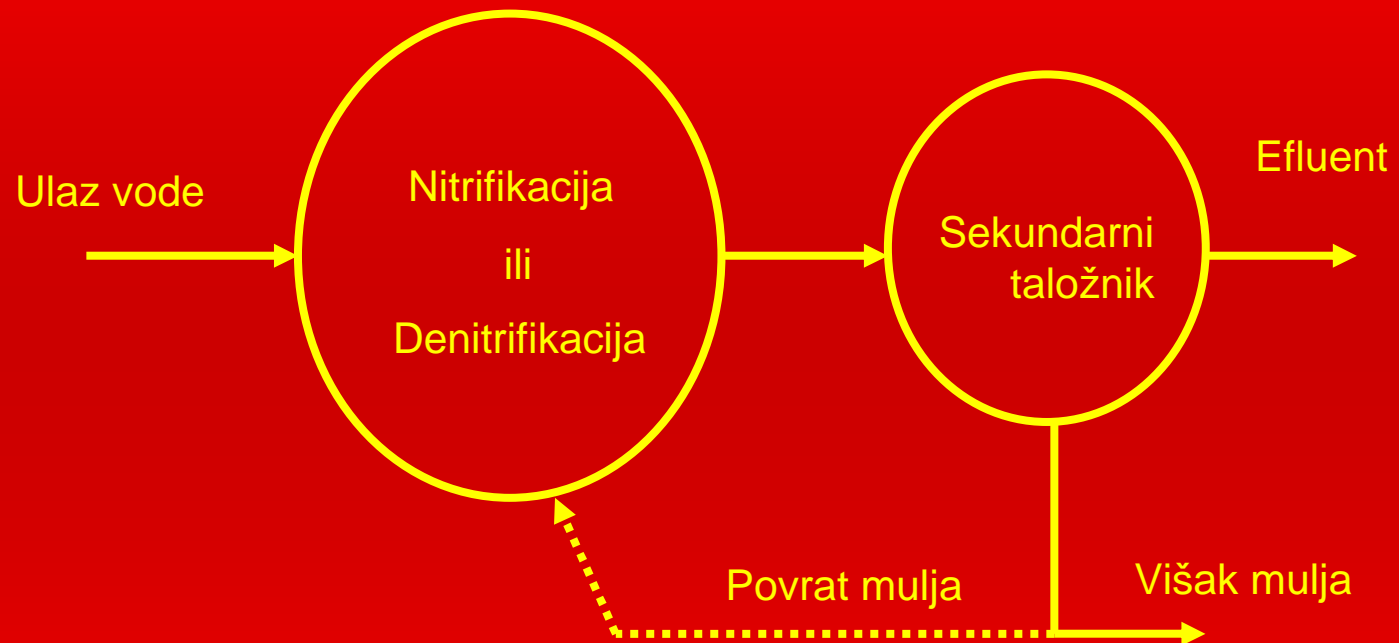 Ulaz vode
Nitrifikacija
ili
Denitrifikacija
Sekundarni
taložnik
Efluent
Povrat mulja
Višak mulja